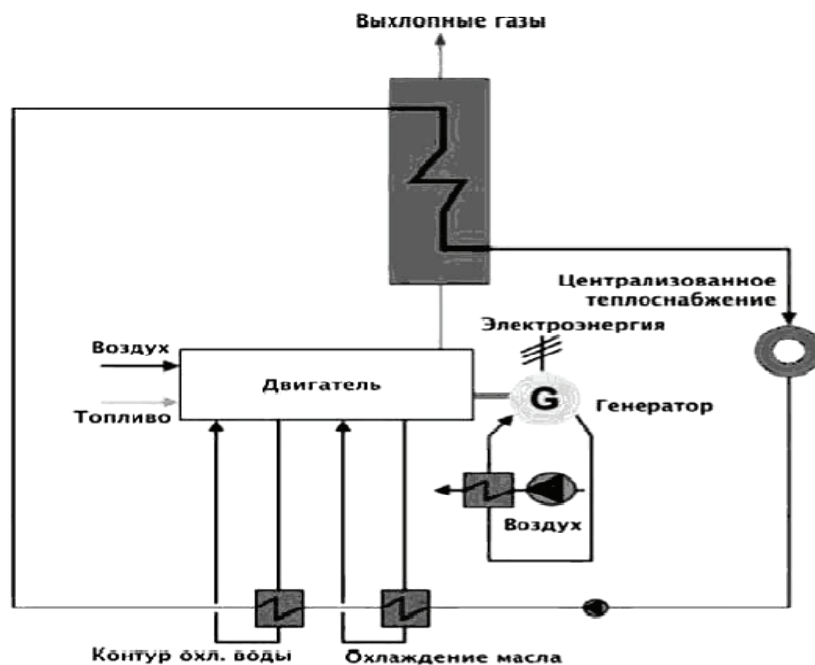 Выхлопные газы
Централизованное
теплоснабжение
Электроэнергия
Воздух
Двигатель
G
Генератор
Топливо
Воздух
Контур охл. воды
Охлаждение масла